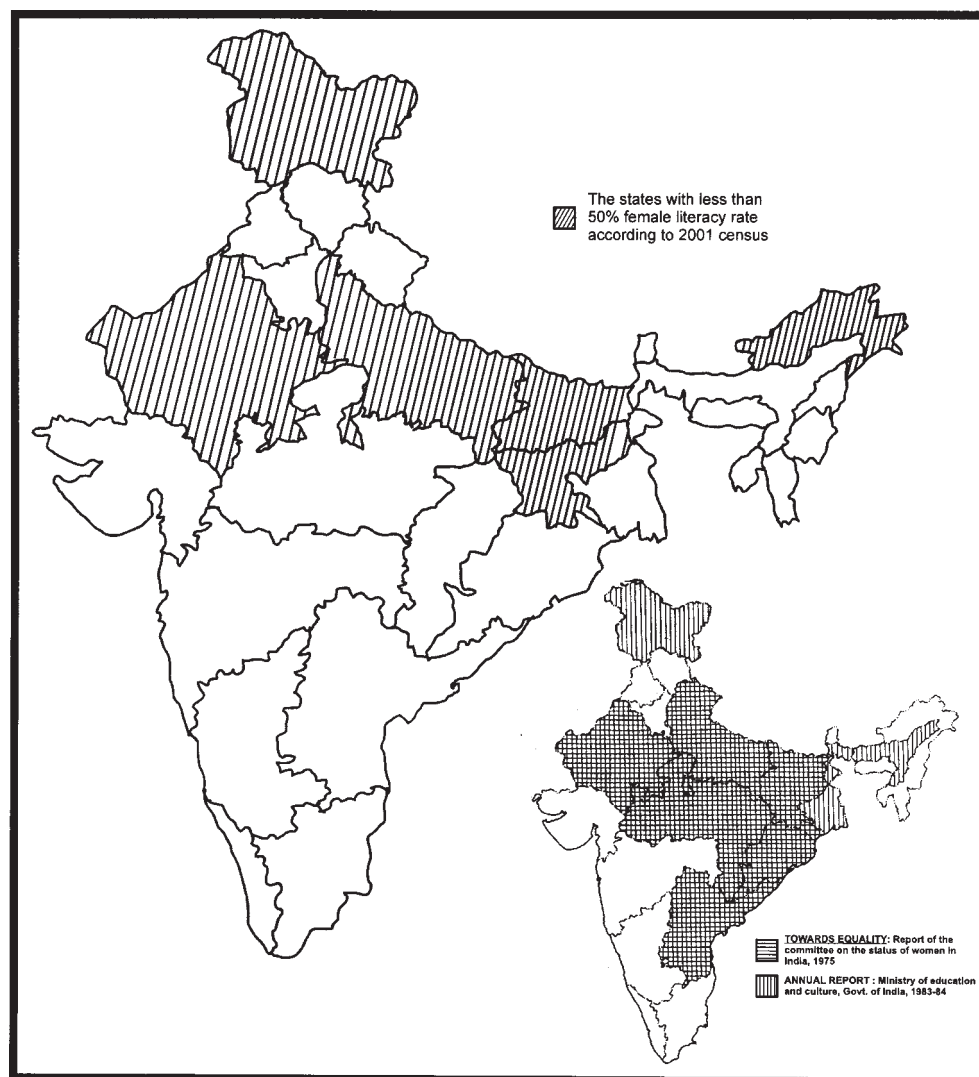 The states with less than
50% female literacy rate
according to 2001 census
TOWARDS EQUALITY: Report of the
committee on the status of women in
India, 1975
ANNUAL REPORT : Ministry of education
and culture, Govt. of India, 1983-84